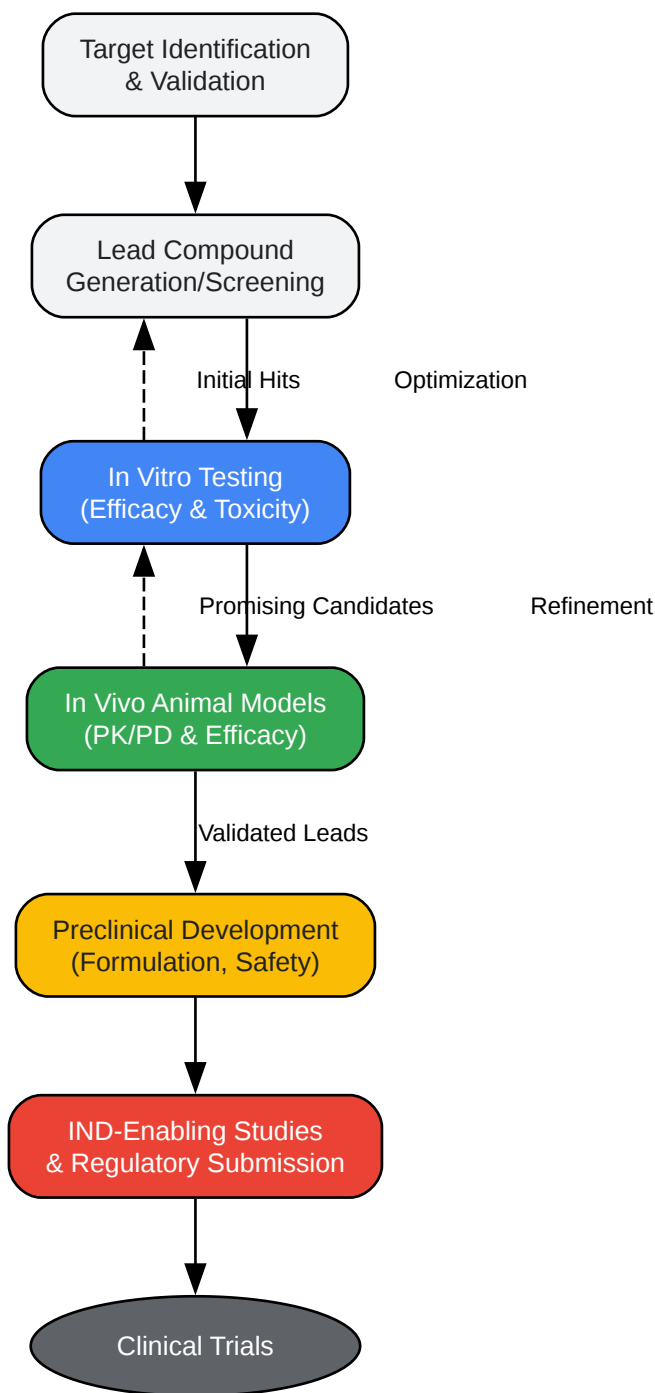 Target Identification
& Validation
Lead Compound
Generation/Screening
Initial Hits
Optimization
In Vitro Testing
(Efficacy & Toxicity)
Promising Candidates
Refinement
In Vivo Animal Models
(PK/PD & Efficacy)
Validated Leads
Preclinical Development
(Formulation, Safety)
IND-Enabling Studies
& Regulatory Submission
Clinical Trials